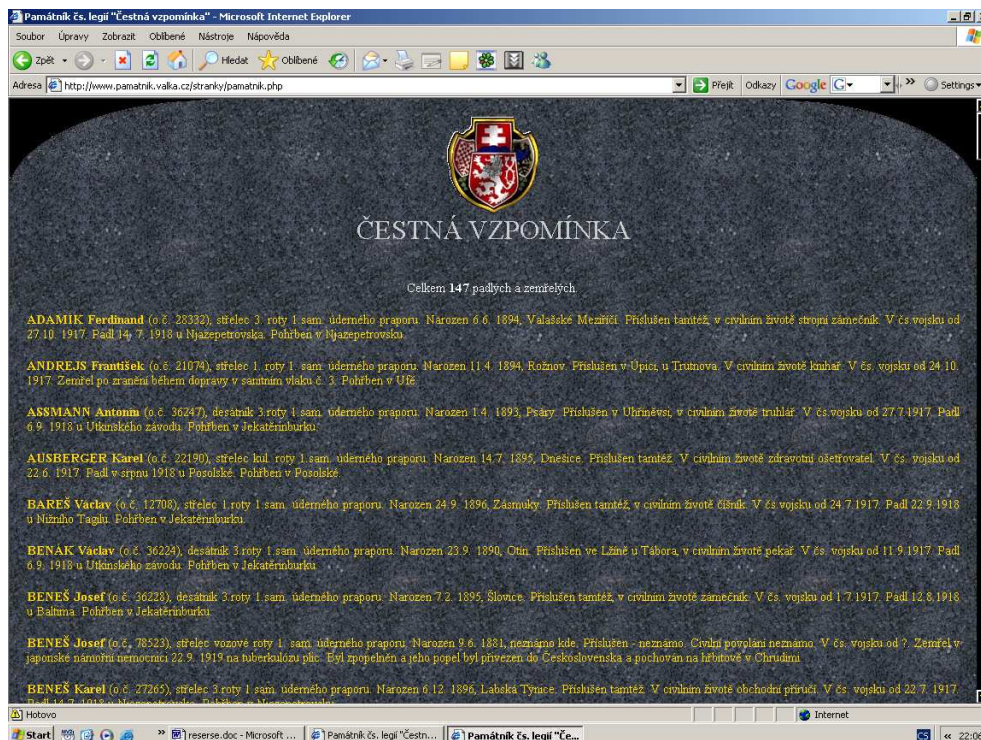 Památník čs. legií "Čestná vzpomínka" - Microsoft Internet Explorer
Soubor Úpravy Zobrazit Oblíbené Nástroje Nápověda
Zpět Hledat Oblíbené
Adresa http://www.pamatnik.valka.cz/stranky/pamatnik.php Přejít Odkazy Google G Settings
ČESTNÁ VZPOMÍNKA
Celkem 147 padlých a zemřelých.
ADAMIK Ferdinand (o.č. 28332), střelec 3. roty 1.sam. úderného praporu. Narozen 6.6. 1894, Valašské Meziříčí. Příslušen tamtéž, v civilním životě strojní zámečník. V čs.vojsku od
27.10. 1917. Padl 14. 7. 1918 u Njazepetrovska. Pohřben v Njazepetrovsku.
ANDREJS František (o.č. 21074), střelec 1. roty 1.sam. úderného praporu. Narozen 11.4. 1894, Rožnov. Příslušen v Úpici, u Trutnova. V civilním životě knihař. V čs. vojsku od 24.10.
1917. Zemřel po zranění během dopravy v sanitním vlaku č. 3. Pohřben v Ufě.
ASSMANN Antonín (o.č. 36247), desátník 3.roty 1.sam. úderného praporu. Narozen 1.4. 1893, Psáry. Příslušen v Uhříněvsi, v civilním životě truhlář. V čs.vojsku od 27.7.1917. Padl
6.9. 1918 u Utkinského závodu. Pohřben v Jekatěrinburku.
AUSBERGER Karel (o.č. 22190), střelec kul. roty 1.sam. úderného praporu. Narozen 14.7. 1895, Dnešice. Příslušen tamtéž. V civilním životě zdravotní ošetřovatel. V čs. vojsku od
22.6. 1917. Padl v srpnu 1918 u Posolské. Pohřben v Posolské.
BAREŠ Václav (o.č. 12708), střelec 1.roty 1.sam. úderného praporu. Narozen 24.9. 1896, Zásmuky. Příslušen tamtéž, v civilním životě číšník. V čs.vojsku od 24.7.1917. Padl 22.9.1918
u Nižního Tagilu. Pohřben v Jekatěrinburku.
BENÁK Václav (o.č. 36224), desátník 3.roty 1.sam. úderného praporu. Narozen 23.9. 1890, Otín. Příslušen ve Lžíně u Tábora, v civilním životě pekař. V čs. vojsku od 11.9.1917. Padl
6.9. 1918 u Utkinského závodu. Pohřben v Jekatěrinburku.
BENEŠ Josef (o.č. 36228), desátník 3.roty 1.sam. úderného praporu. Narozen 7.2. 1895, Slovice. Příslušen tamtéž, v civilním životě zámečník. V čs. vojsku od 1.7.1917. Padl 12.8.1918
u Baltima. Pohřben v Jekatěrinburku.
BENEŠ Josef (o.č. 78523), střelec vozové roty 1. sam. úderného praporu. Narozen 9.6. 1881, neznámo kde. Příslušen - neznámo. Civilní povolání neznámo. V čs. vojsku od ?. Zemřel v
japonské námořní nemocnici 22.9. 1919 na tuberkulózu plic. Byl zpopelněn a jeho popel byl přivezen do Československa a pochován na hřbitově v Chrudimi.
BENEŠ Karel (o.č. 27265), střelec 3.roty 1.sam. úderného praporu. Narozen 6.12. 1896, Labská Týnice. Příslušen tamtéž. V civilním životě obchodní příručí. V čs. vojsku od 22.7. 1917.
Padl 14.7. 1918 u Njazepetrovska. Pohřben v Njazepetrovsku.
Hotovo Internet
Start reserse.doc - Microsoft ... Památník čs. legií "Čestn... Památník čs. legií "Če... CS 22:06